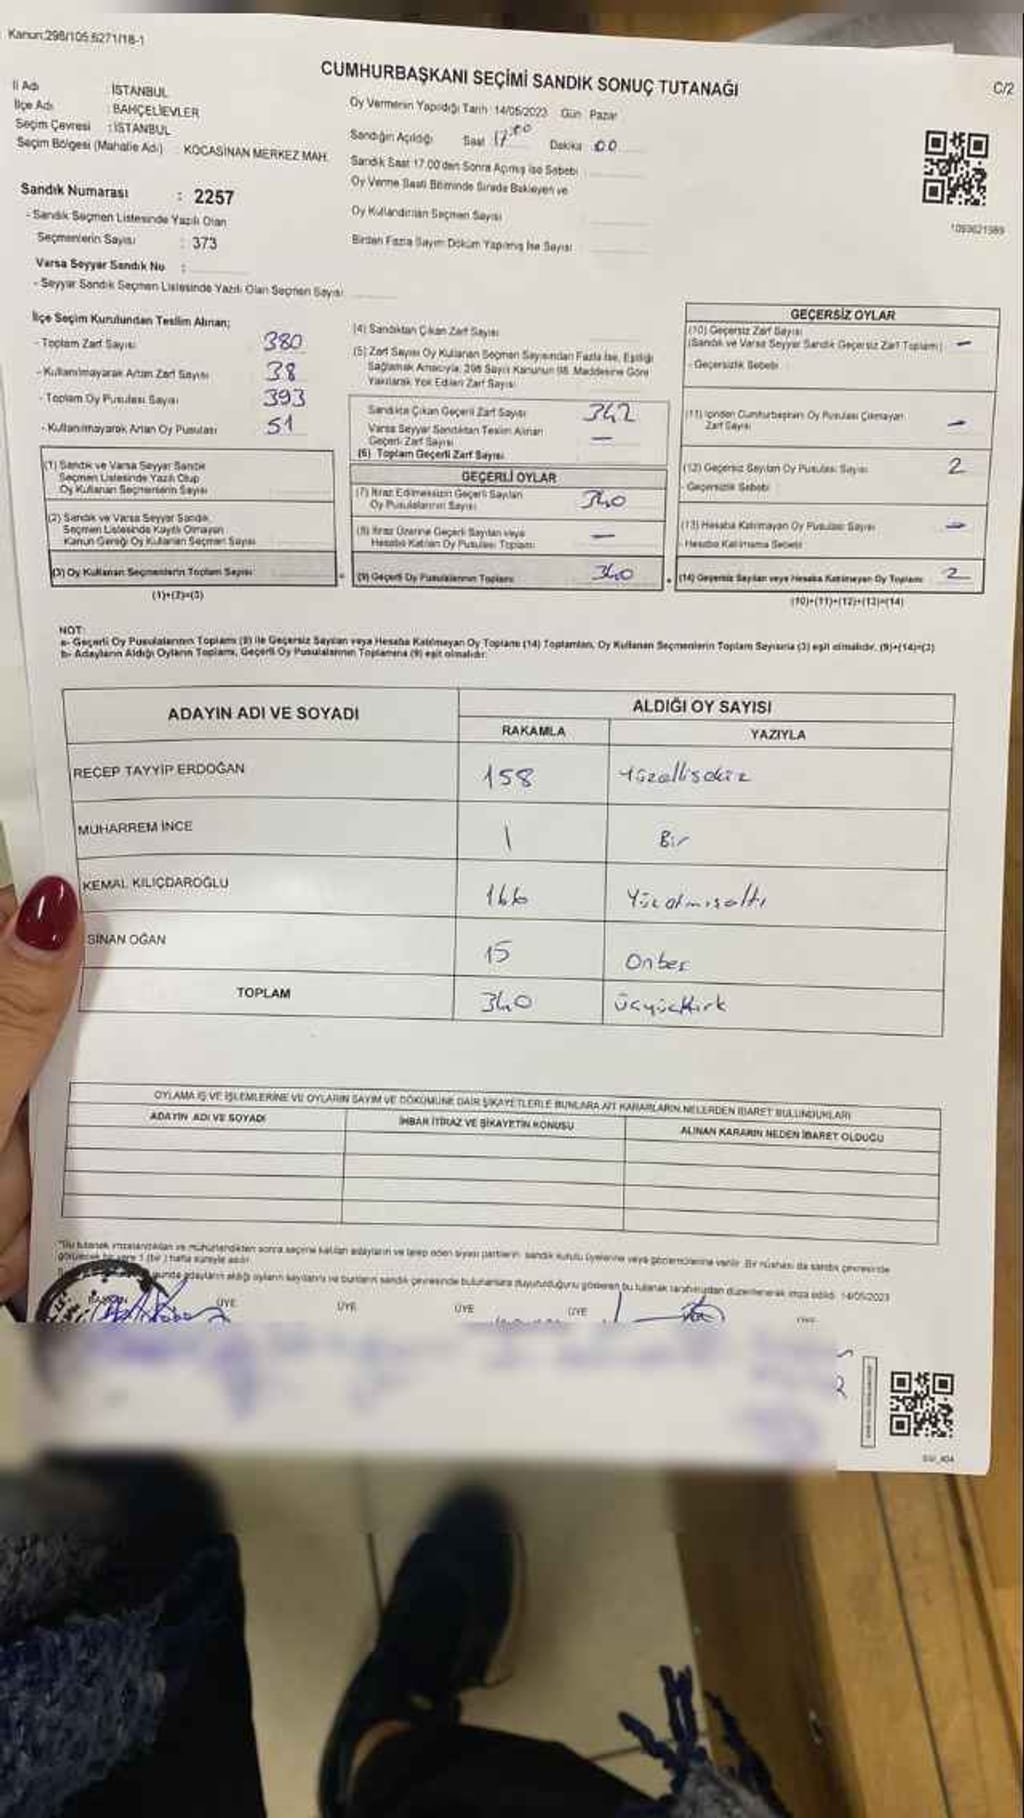 Kanun:298/105,5271/18-1
CUMHURBAŞKANI SEÇİMİ SANDIK SONUÇ TUTANAĞI
C/2
İl Adı : İSTANBUL
İlçe Adı : BAHÇELİEVLER
Seçim Çevresi : İSTANBUL
Seçim Bölgesi (Mahalle Adı) : KOCASİNAN MERKEZ MAH.
Oy Vermenin Yapıldığı Tarih : 14/05/2023 Gün : Pazar
Sandığın Açıldığı Saat 17:00 Dakika 00
Sandık Saat 17.00'den Sonra Açılmış İse Sebebi :
Oy Verme Saati Bitiminde Sırada Bekleyen ve
Oy Kullandırılan Seçmen Sayısı :
Birden Fazla Sayım Döküm Yapılmış İse Sayısı :
1093621989
Sandık Numarası : 2257
- Sandık Seçmen Listesinde Yazılı Olan
Seçmenlerin Sayısı : 373
Varsa Seyyar Sandık No :
- Seyyar Sandık Seçmen Listesinde Yazılı Olan Seçmen Sayısı :
İlçe Seçim Kurulundan Teslim Alınan;
- Toplam Zarf Sayısı : 380
- Kullanılmayarak Artan Zarf Sayısı : 38
- Toplam Oy Pusulası Sayısı : 393
- Kullanılmayarak Artan Oy Pusulası : 51
(1) Sandık ve Varsa Seyyar Sandık
Seçmen Listesinde Yazılı Olup
Oy Kullanan Seçmenlerin Sayısı :
(2) Sandık ve Varsa Seyyar Sandık
Seçmen Listesinde Kayıtlı Olmayan
Kanun Gereği Oy Kullanan Seçmen Sayısı :
(3) Oy Kullanan Seçmenlerin Toplam Sayısı :
(1)+(2)=(3)
(4) Sandıktan Çıkan Zarf Sayısı :
(5) Zarf Sayısı Oy Kullanan Seçmen Sayısından Fazla İse, Eşitliği
Sağlamak Amacıyla, 298 Sayılı Kanunun 98. Maddesine Göre
Yakılarak Yok Edilen Zarf Sayısı :
Sandıkta Çıkan Geçerli Zarf Sayısı : 342
Varsa Seyyar Sandıktan Teslim Alınan
Geçerli Zarf Sayısı : —
(6) Toplam Geçerli Zarf Sayısı :
GEÇERLİ OYLAR
(7) İtiraz Edilmeksizin Geçerli Sayılan
Oy Pusulalarının Sayısı : 340
(8) İtiraz Üzerine Geçerli Sayılan veya
Hesaba Katılan Oy Pusulası Toplamı : —
(9) Geçerli Oy Pusulalarının Toplamı : 340
GEÇERSİZ OYLAR
(10) Geçersiz Zarf Sayısı
(Sandık ve Varsa Seyyar Sandık Geçersiz Zarf Toplamı) : —
- Geçersizlik Sebebi :
(11) İçinden Cumhurbaşkanı Oy Pusulası Çıkmayan
Zarf Sayısı : —
(12) Geçersiz Sayılan Oy Pusulası Sayısı : 2
- Geçersizlik Sebebi :
(13) Hesaba Katılmayan Oy Pusulası Sayısı : —
- Hesaba Katılmama Sebebi :
(14) Geçersiz Sayılan veya Hesaba Katılmayan Oy Toplamı : 2
(10)+(11)+(12)+(13)=(14)
NOT:
a- Geçerli Oy Pusulalarının Toplamı (9) ile Geçersiz Sayılan veya Hesaba Katılmayan Oy Toplamı (14) Toplamları, Oy Kullanan Seçmenlerin Toplam Sayısına (3) eşit olmalıdır. (9)+(14)=(3)
b- Adayların Aldığı Oyların Toplamı, Geçerli Oy Pusulalarının Toplamına (9) eşit olmalıdır.
ADAYIN ADI VE SOYADI
ALDIĞI OY SAYISI
RAKAMLA YAZIYLA
RECEP TAYYİP ERDOĞAN 158 Yüzellisekiz
MUHARREM İNCE 1 Bir
KEMAL KILIÇDAROĞLU 166 Yüzatmışaltı
SİNAN OĞAN 15 Onbeş
TOPLAM 340 Üçyüzkırk
OYLAMA İŞ VE İŞLEMLERİNE VE OYLARIN SAYIM VE DÖKÜMÜNE DAİR ŞİKAYETLERLE BUNLARA AİT KARARLARIN NELERDEN İBARET BULUNDUKLARI
ADAYIN ADI VE SOYADI İHBAR İTİRAZ VE ŞİKAYETİN KONUSU ALINAN KARARIN NEDEN İBARET OLDUĞU
*Bu tutanak imzalandıktan ve mühürlendikten sonra seçime katılan adayların ve talep eden siyasi partilerin sandık kurulu üyelerine veya gözlemcilerine verilir. Bir nüshası da sandık çevresinde
görülecek bir yere 1 (bir) hafta süreyle asılır.
adayların aldığı oyların sayılarını ve bunların sandık çevresinde bulunanlara duyurulduğunu gösteren bu tutanak tarafımızdan düzenlenerek imza edildi. 14/05/2023
BAŞKAN ÜYE ÜYE ÜYE ÜYE